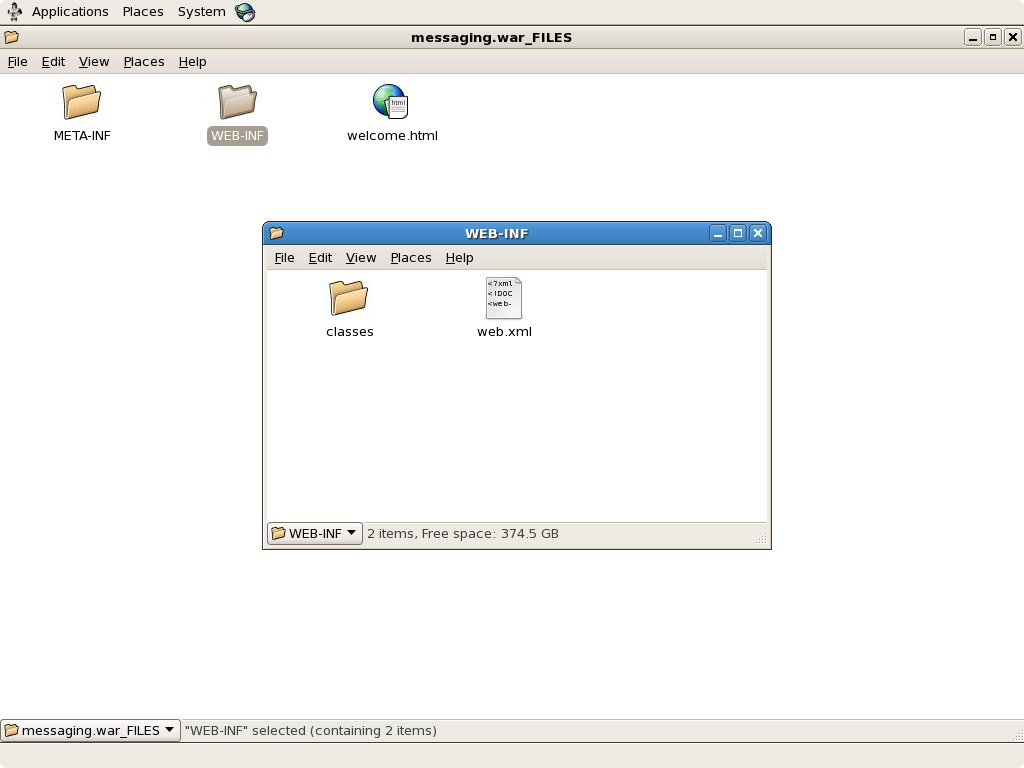 Applications Places System
messaging.war_FILES
File Edit View Places Help
META-INF WEB-INF welcome.html
html
WEB-INF
File Edit View Places Help
<?xml
<!DOC
<web-
classes web.xml
WEB-INF 2 items, Free space: 374.5 GB
messaging.war_FILES "WEB-INF" selected (containing 2 items)